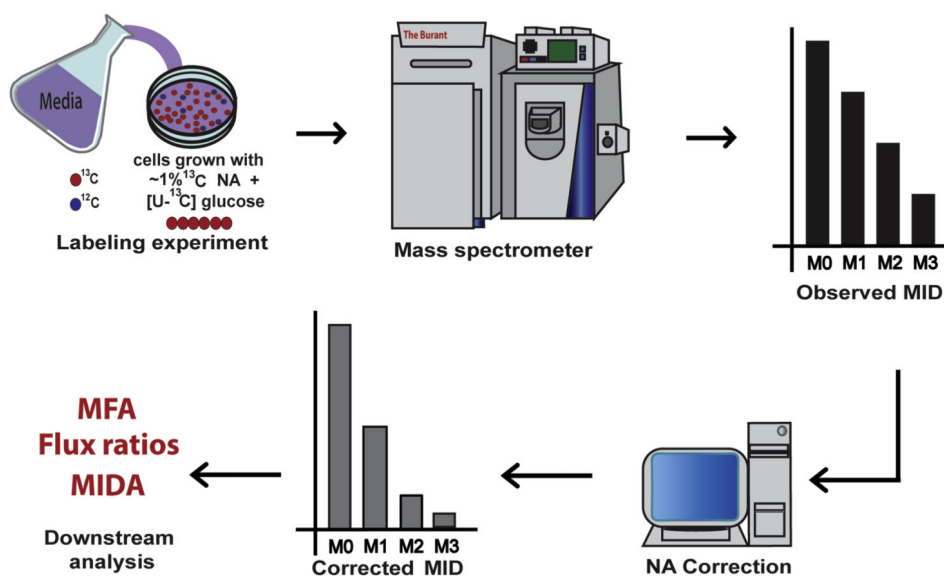 Media
¹³C
¹²C
cells grown with
~1%¹³C NA +
[U-¹³C] glucose
Labeling experiment
The Burant
Mass spectrometer
M0 M1 M2 M3
Observed MID
NA Correction
M0 M1 M2 M3
Corrected MID
MFA
Flux ratios
MIDA
Downstream
analysis